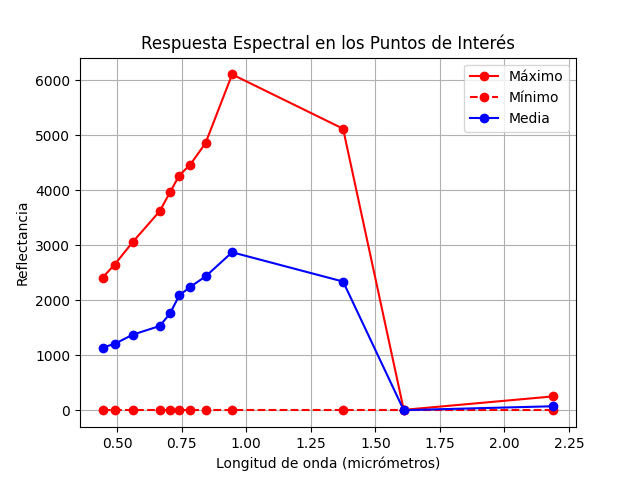 Respuesta Espectral en los Puntos de Interés
Máximo
Mínimo
Media
Reflectancia
6000
5000
4000
3000
2000
1000
0
0.50 0.75 1.00 1.25 1.50 1.75 2.00 2.25
Longitud de onda (micrómetros)